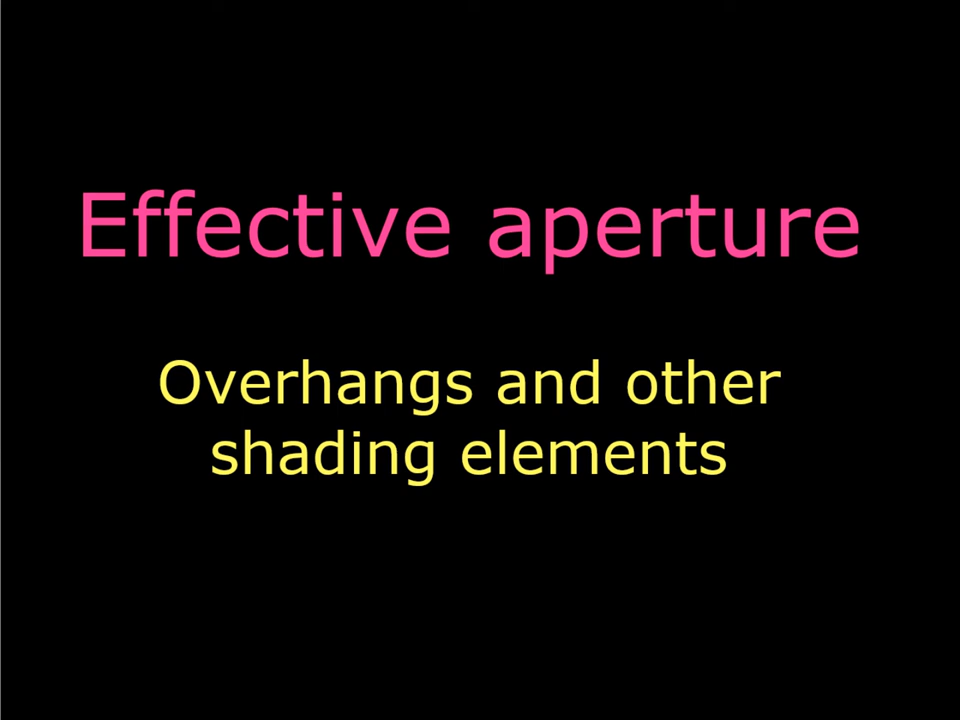 Effective aperture
Overhangs and other
shading elements